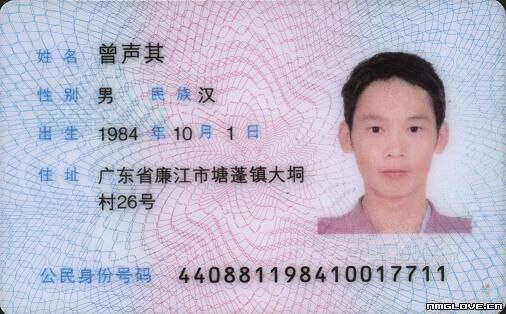 姓名 曾声其
性别 男 民族 汉
出生 1984 年 10 月 1 日
住址 广东省廉江市塘蓬镇大垌
村26号
公民身份号码 440881198410017711
NMGLOVE.CN